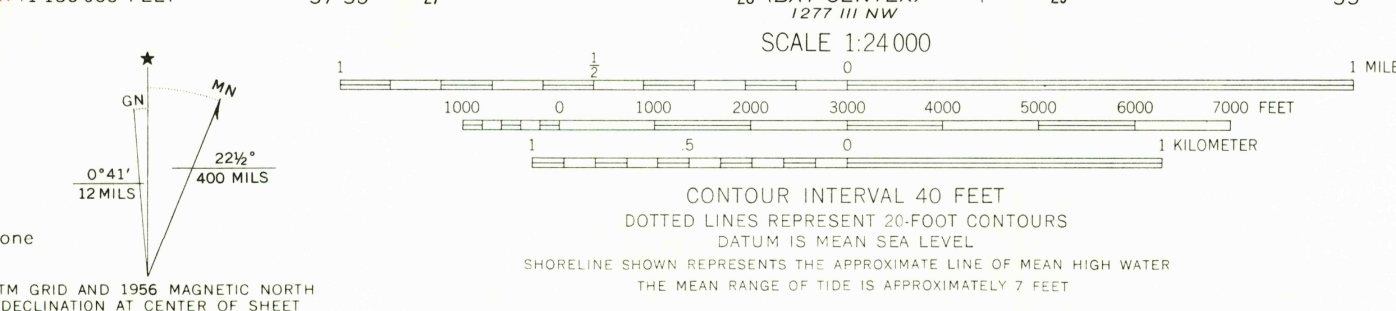 1277 III NW
SCALE 1:24 000
1 ½ 0 1 MILE
1000 0 1000 2000 3000 4000 5000 6000 7000 FEET
1 .5 0 1 KILOMETER
CONTOUR INTERVAL 40 FEET
DOTTED LINES REPRESENT 20-FOOT CONTOURS
DATUM IS MEAN SEA LEVEL
SHORELINE SHOWN REPRESENTS THE APPROXIMATE LINE OF MEAN HIGH WATER
THE MEAN RANGE OF TIDE IS APPROXIMATELY 7 FEET
GN
MN
0°41'
12 MILS
22½°
400 MILS
one
TM GRID AND 1956 MAGNETIC NORTH
DECLINATION AT CENTER OF SHEET